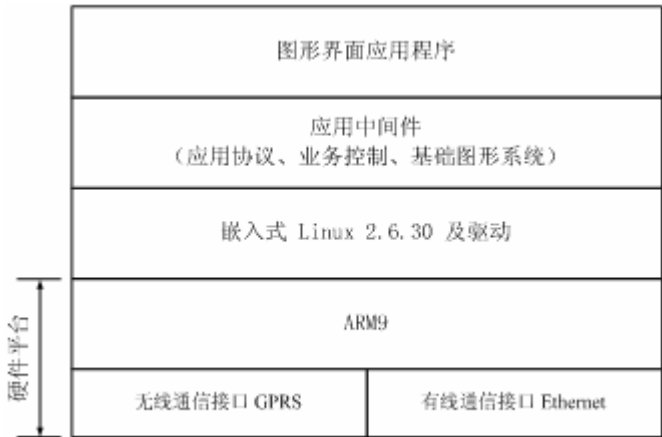 图形界面应用程序
应用中间件
（应用协议、业务控制、基础图形系统）
嵌入式 Linux 2.6.30 及驱动
硬件平台
ARM9
无线通信接口 GPRS
有线通信接口 Ethernet